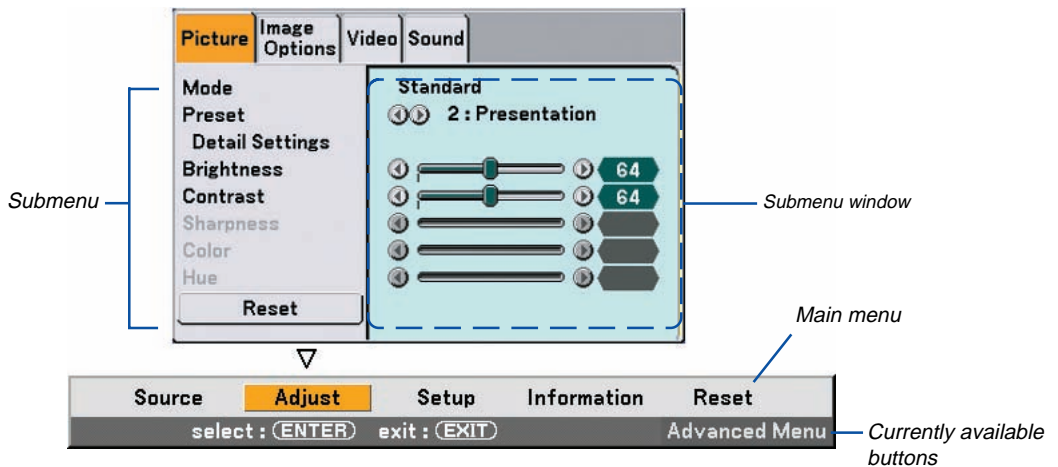 Picture Image Options Video Sound
Mode Standard
Preset 2 : Presentation
Detail Settings
Brightness 64
Contrast 64
Sharpness
Color
Hue
Reset
Submenu
Submenu window
Main menu
Source Adjust Setup Information Reset
select : ENTER exit : EXIT Advanced Menu
Currently available
buttons